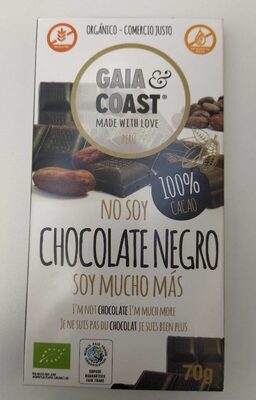 ORGÁNICO - COMERCIO JUSTO
GAIA &
COAST®
MADE WITH LOVE
PERÚ
100%
CACAO
NO SOY
CHOCOLATE NEGRO
SOY MUCHO MÁS
I'M NOT CHOCOLATE I'M MUCH MORE
JE NE SUIS PAS DU CHOCOLAT JE SUIS BIEN PLUS
70g